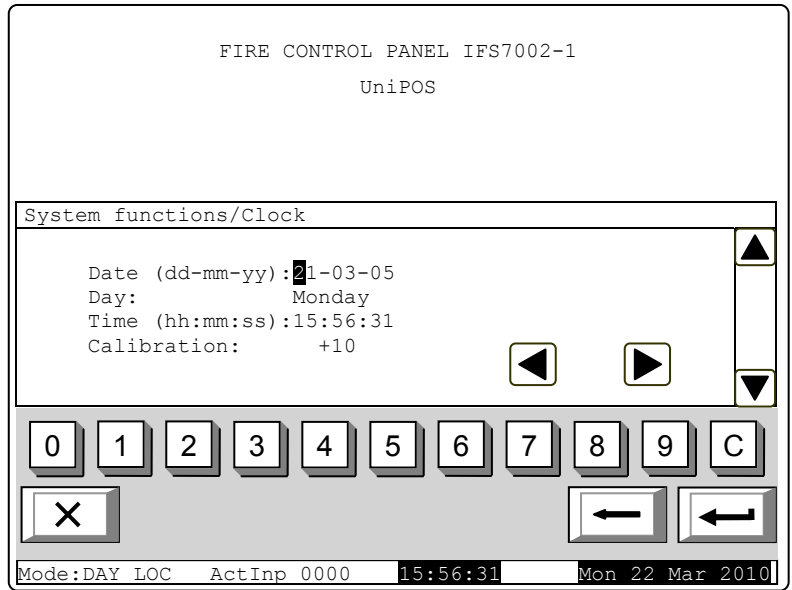 FIRE CONTROL PANEL IFS7002-1
UniPOS
System functions/Clock
Date (dd-mm-yy):21-03-05
Day: Monday
Time (hh:mm:ss):15:56:31
Calibration: +10
0 1 2 3 4 5 6 7 8 9 C
Mode:DAY LOC ActInp 0000 15:56:31 Mon 22 Mar 2010